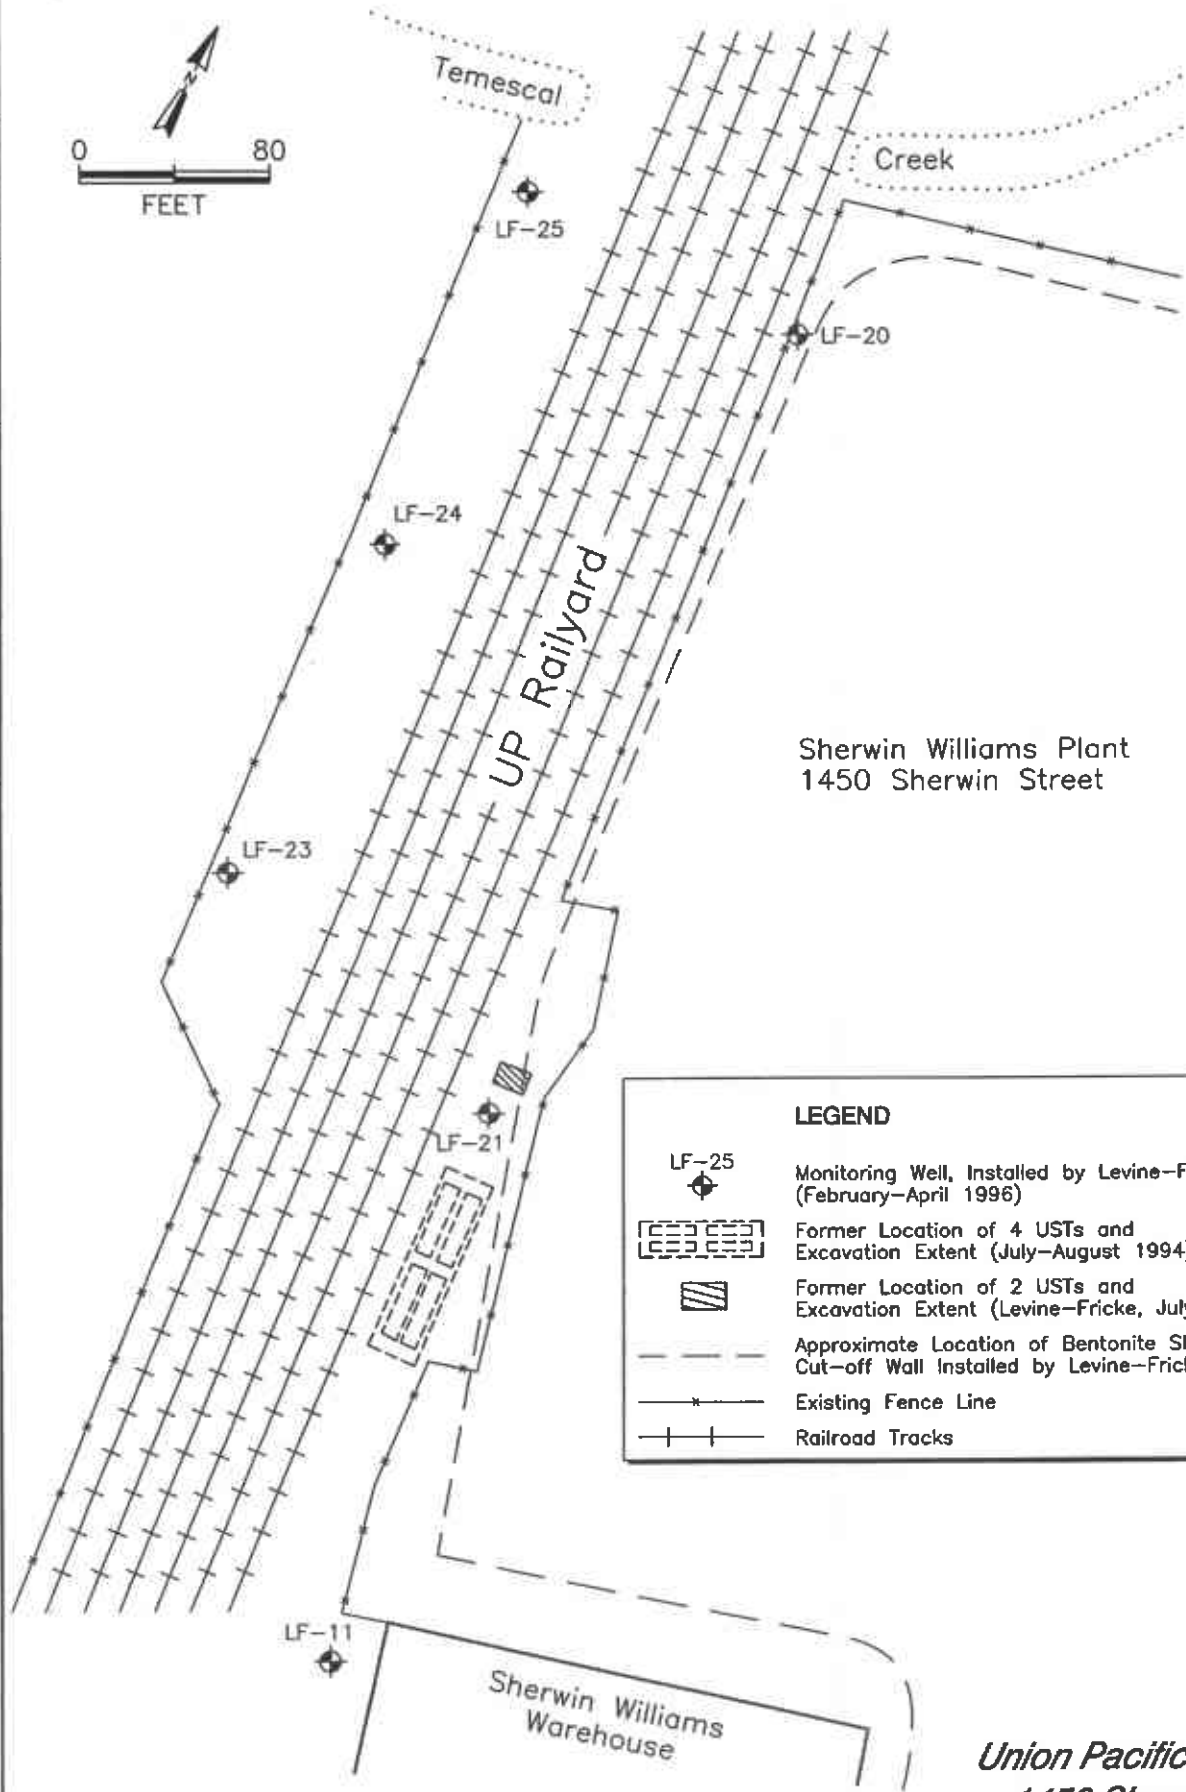 Temescal
N
0 80
FEET
Creek
LF-25
LF-20
LF-24
UP Railyard
Sherwin Williams Plant
1450 Sherwin Street
LF-23
LF-21
LEGEND
LF-25
Monitoring Well, Installed by Levine-F
(February-April 1996)
Former Location of 4 USTs and
Excavation Extent (July-August 1994)
Former Location of 2 USTs and
Excavation Extent (Levine-Fricke, July
Approximate Location of Bentonite Sl
Cut-off Wall Installed by Levine-Frick
Existing Fence Line
Railroad Tracks
LF-11
Sherwin Williams
Warehouse
Union Pacific